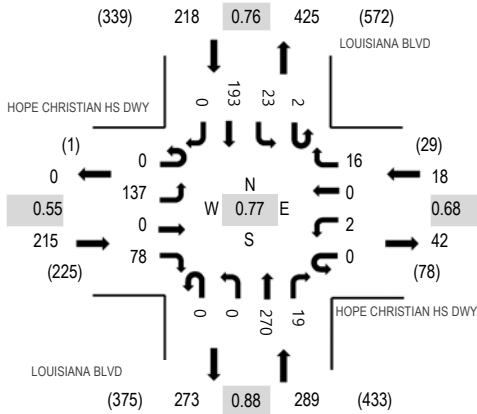 (339) 218 0.76 425 (572)
LOUISIANA BLVD
0 193 23 2
HOPE CHRISTIAN HS DWY
(1) 0 16 (29)
0 137 N 0 18
0.55 W 0.77 E 0.68
215 0 S 2 42
(225) 78 0 (78)
0 0 270 19
HOPE CHRISTIAN HS DWY
LOUISIANA BLVD
(375) 273 0.88 289 (433)